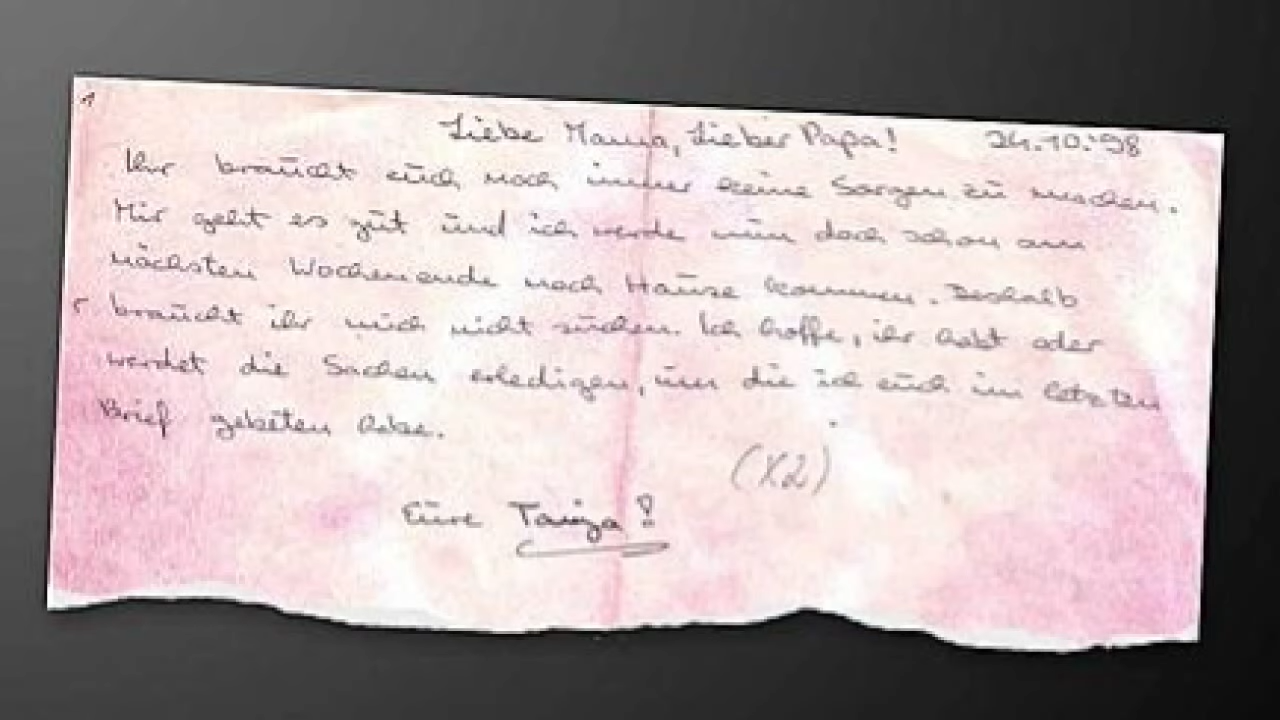 1
Liebe Mama, Lieber Papa! 24.10.'98
Ihr braucht euch noch immer keine Sorgen zu machen.
Mir geht es gut und ich werde nun doch schon am
nächsten Wochenende nach Hause kommen. Deshalb
braucht ihr mich nicht suchen. Ich hoffe, ihr habt oder
werdet die Sachen erledigen, um die ich euch im letzten
Brief gebeten habe.
(X2)
Eure Tanja!